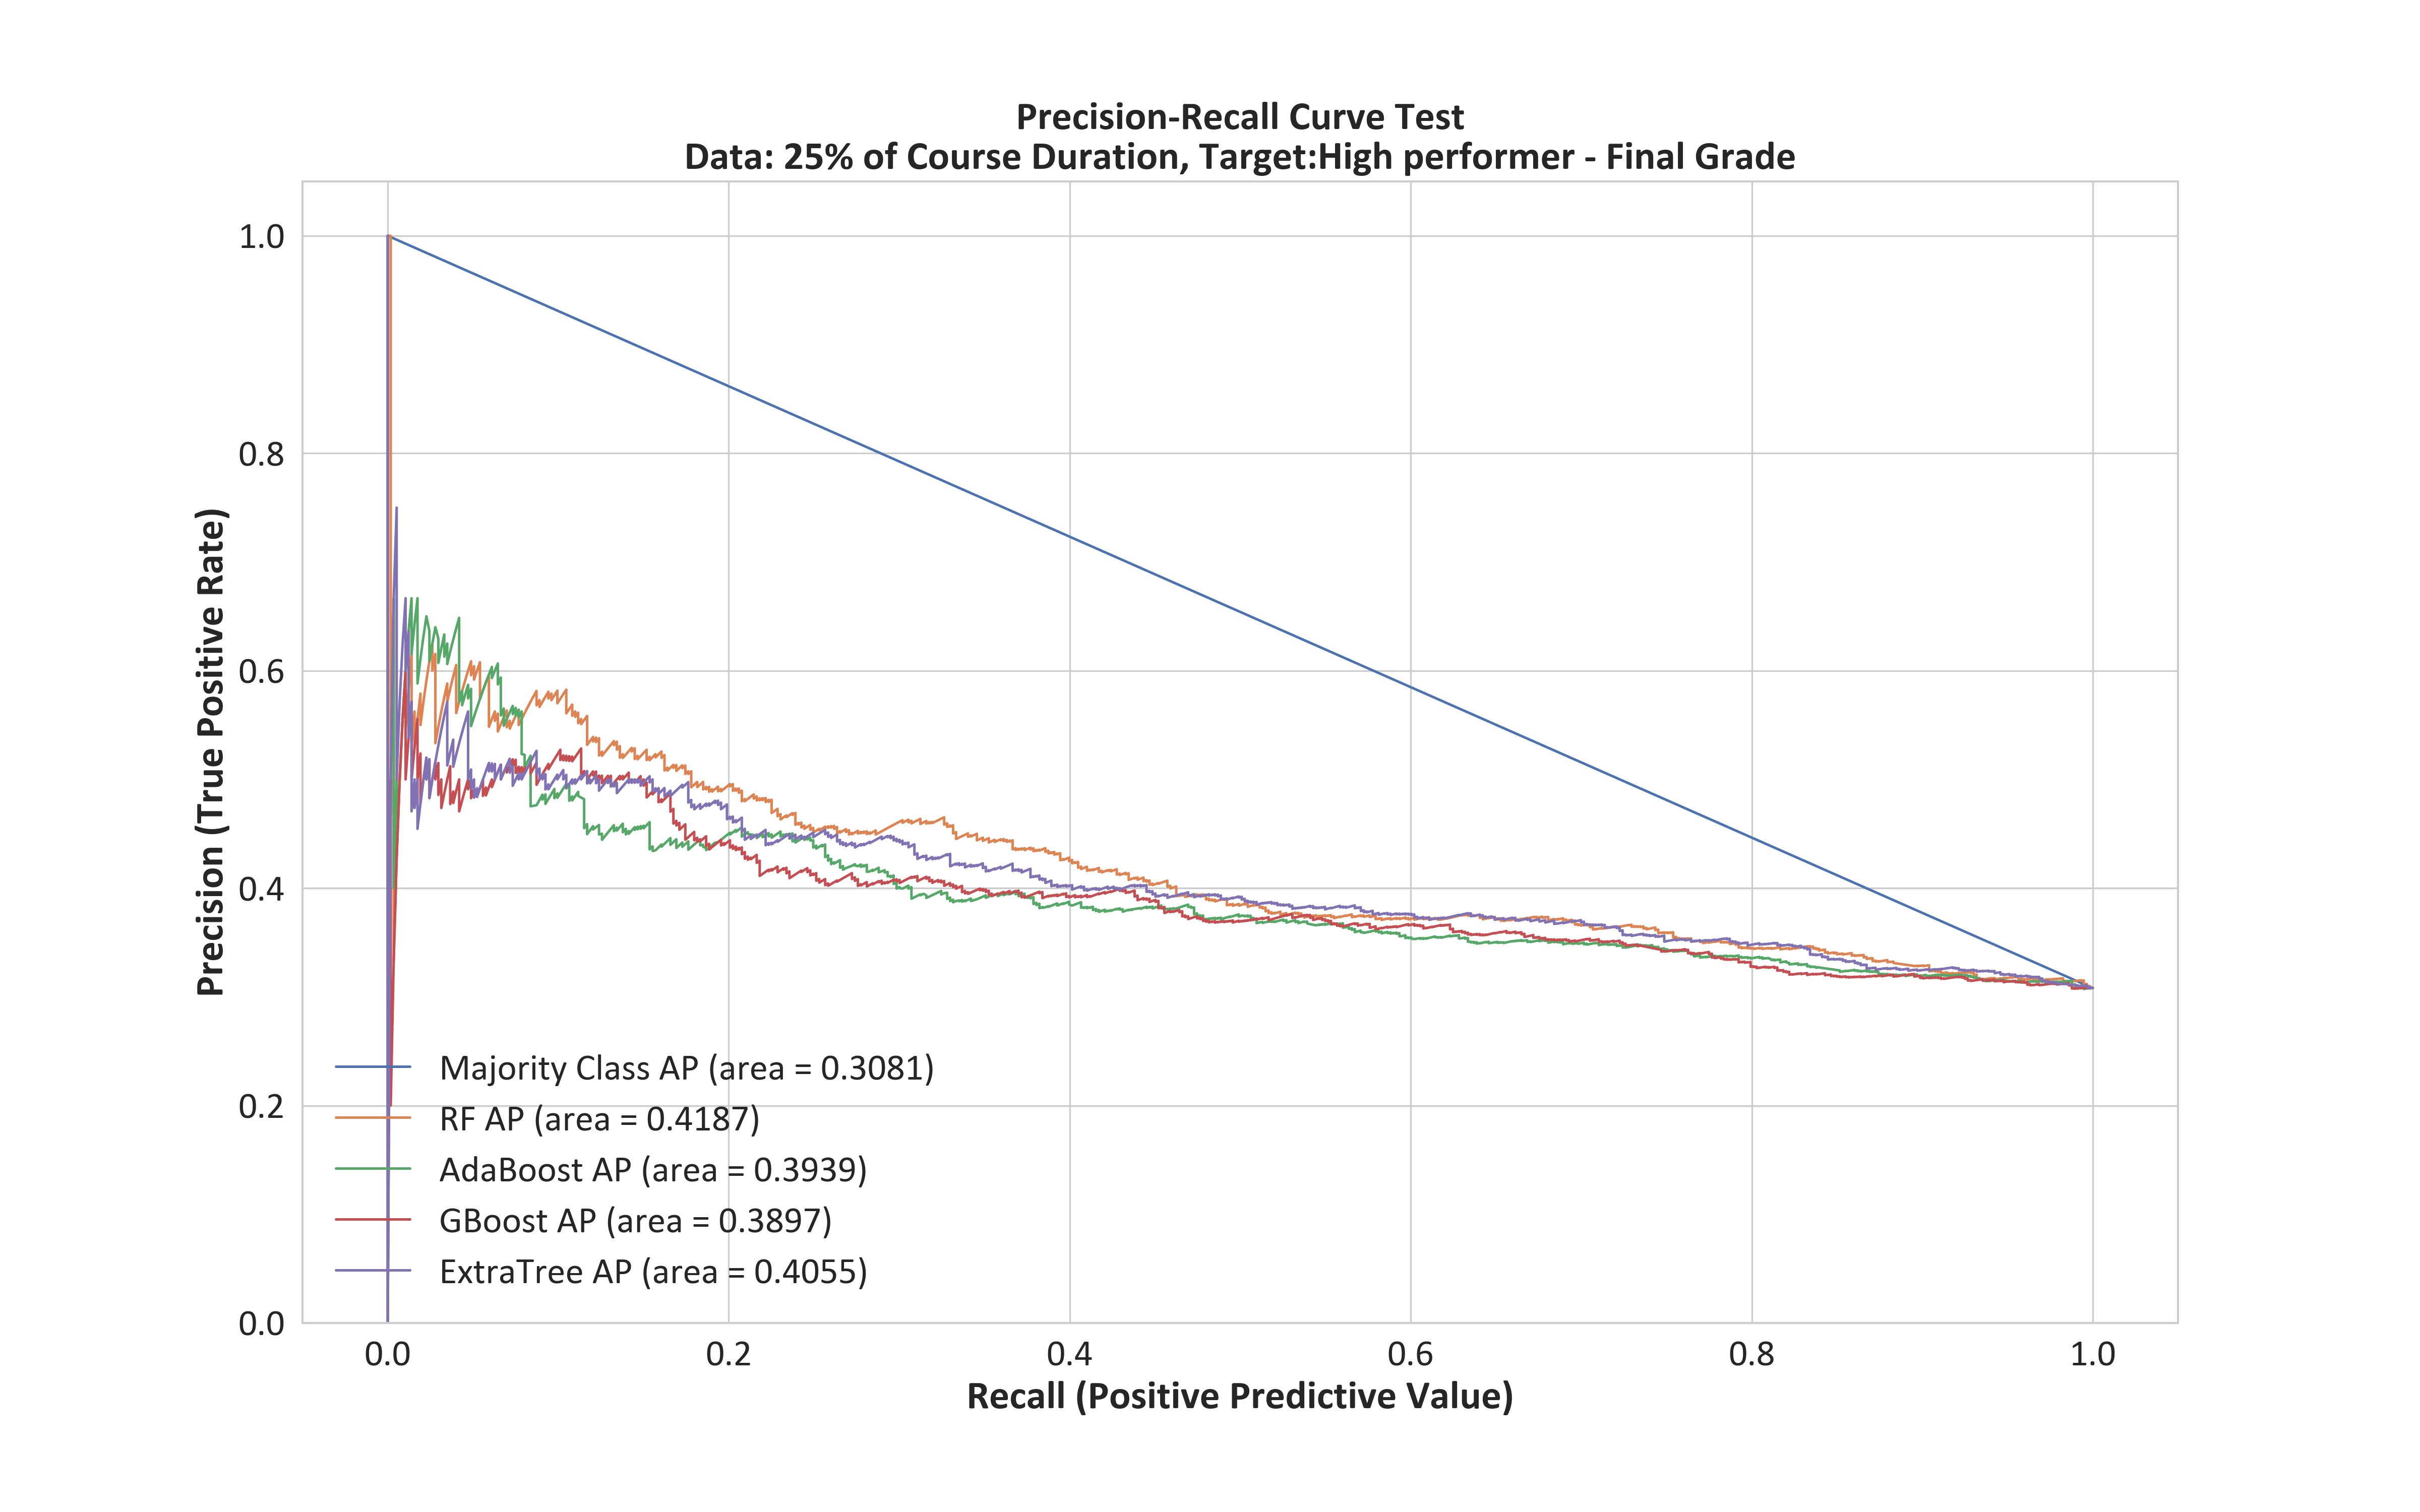 Precision-Recall Curve Test
Data: 25% of Course Duration, Target:High performer - Final Grade
Precision (True Positive Rate)
1.0
0.8
0.6
0.4
0.2
0.0
Majority Class AP (area = 0.3081)
RF AP (area = 0.4187)
AdaBoost AP (area = 0.3939)
GBoost AP (area = 0.3897)
ExtraTree AP (area = 0.4055)
0.0 0.2 0.4 0.6 0.8 1.0
Recall (Positive Predictive Value)